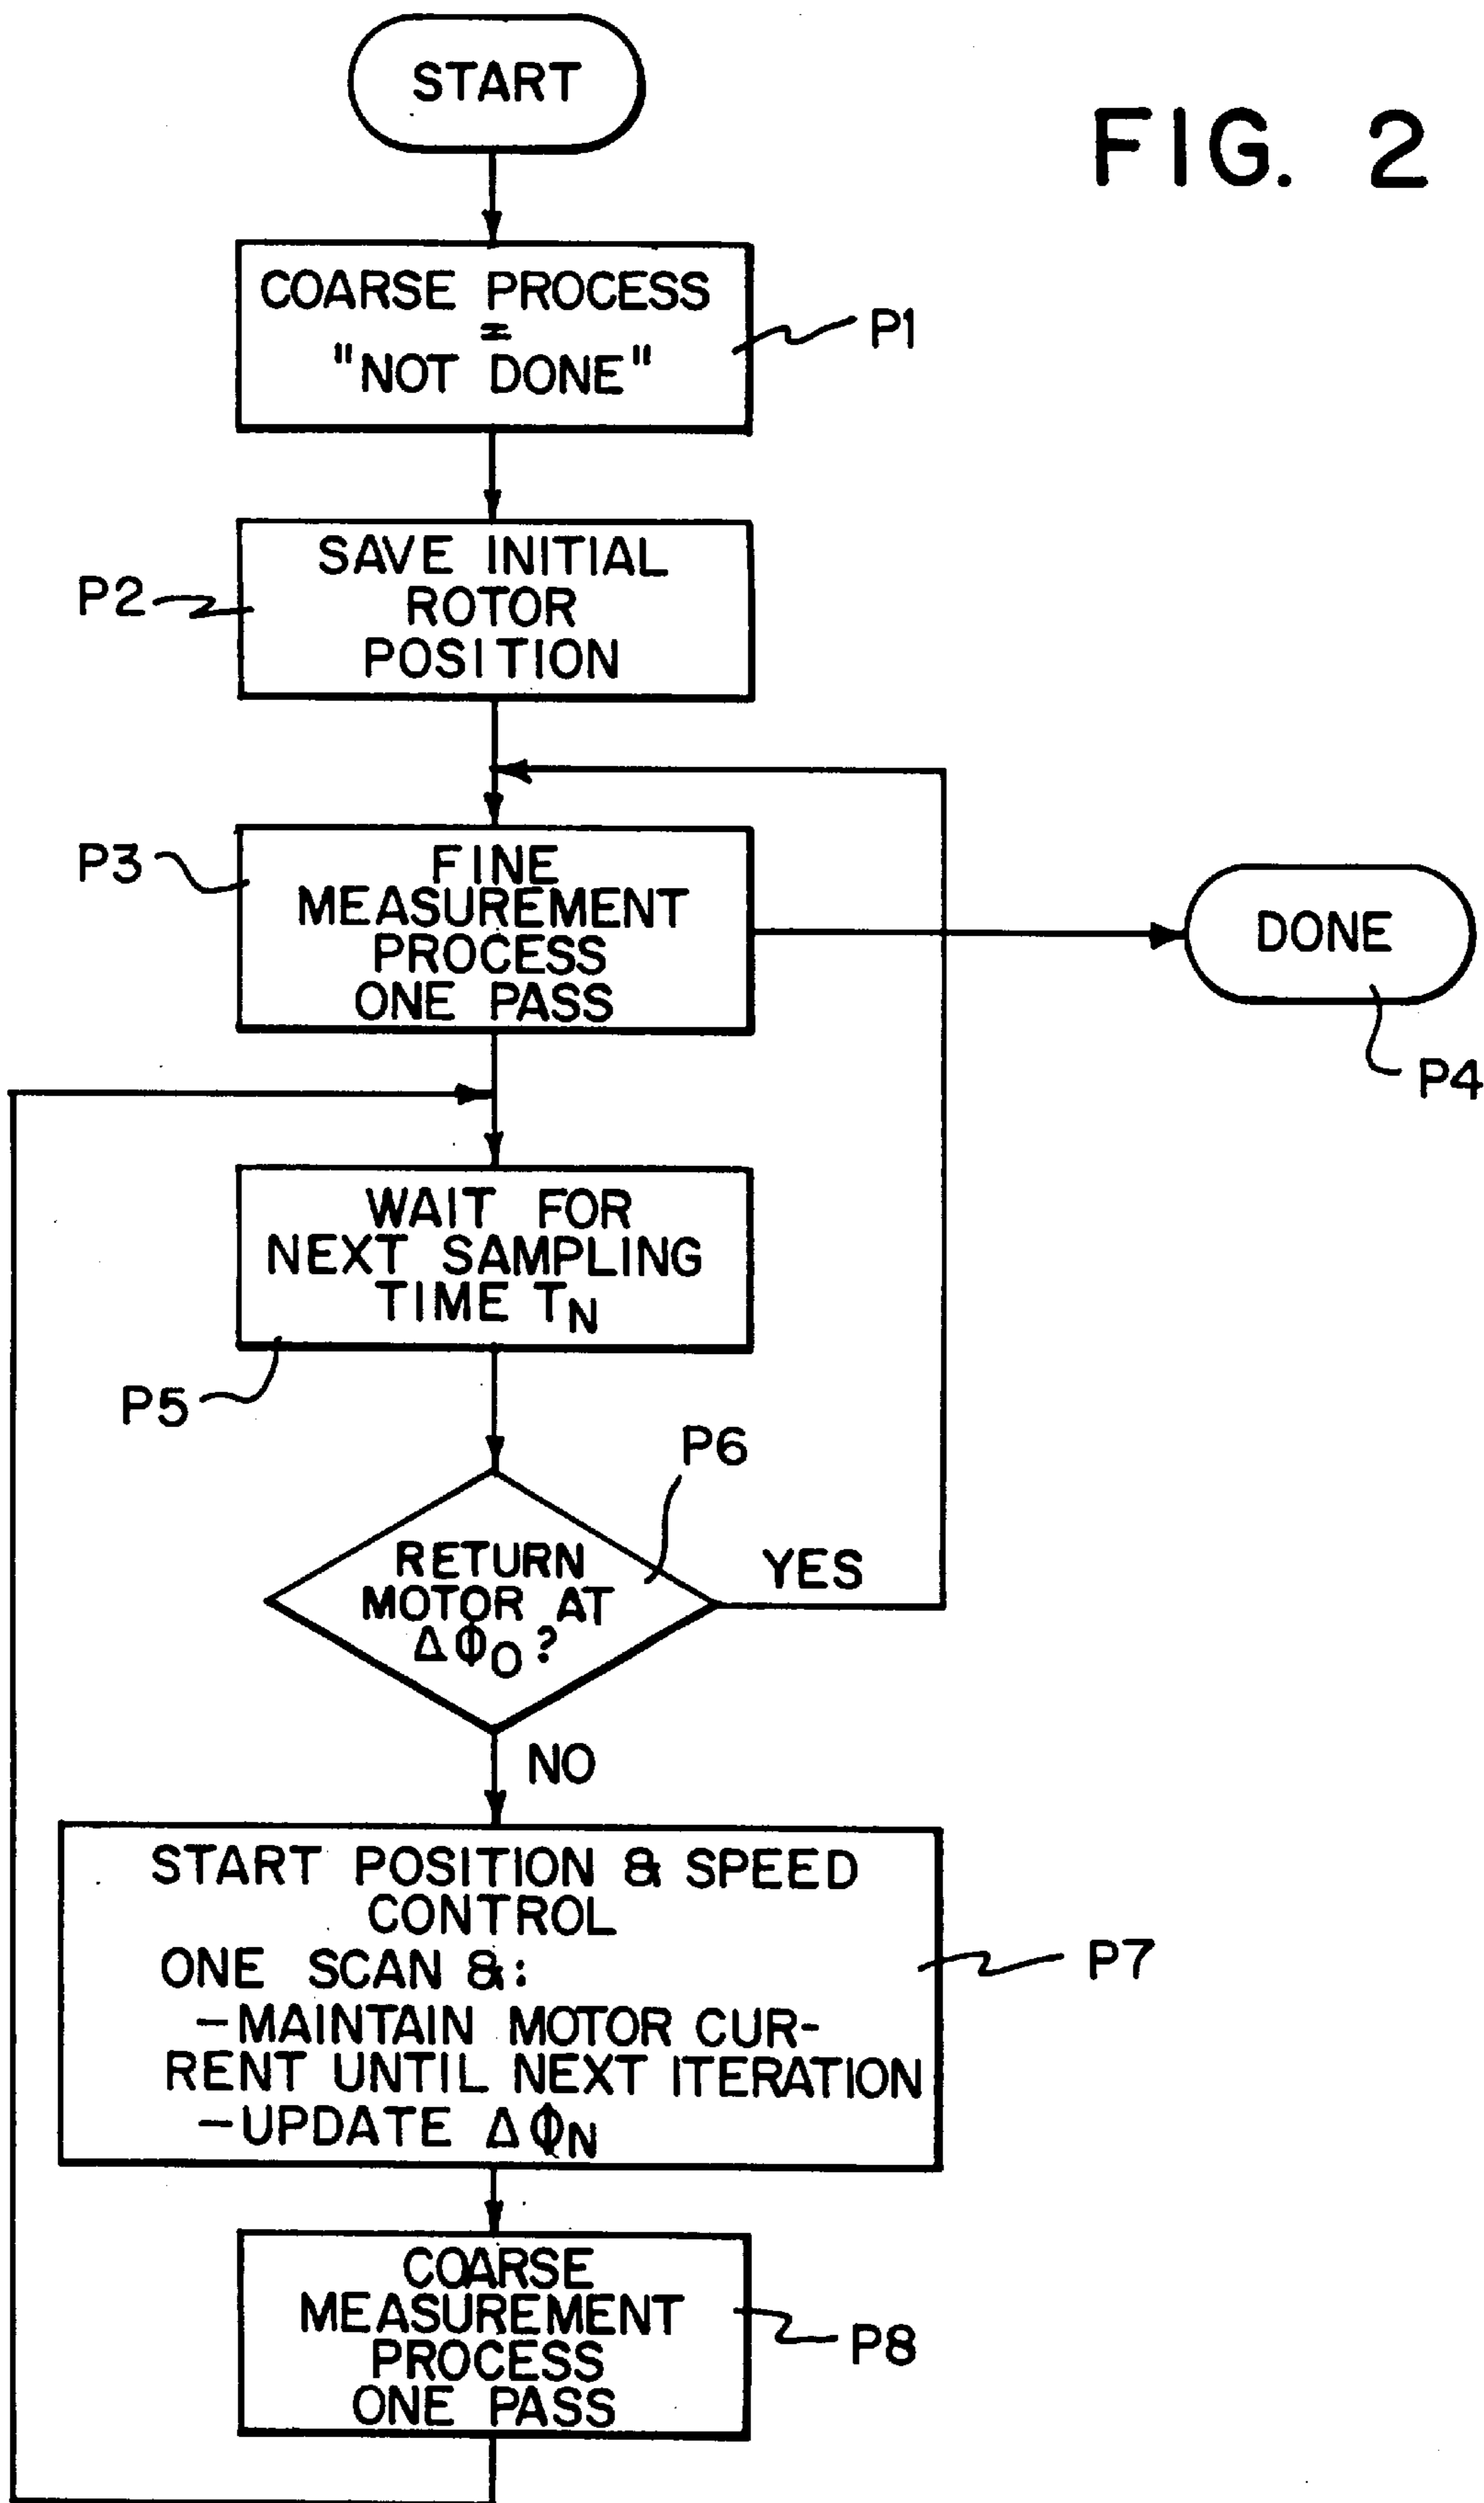 START
FIG. 2
COARSE PROCESS
=
"NOT DONE"
P1
SAVE INITIAL
ROTOR
POSITION
P2
P3
FINE
MEASUREMENT
PROCESS
ONE PASS
DONE
P4
WAIT FOR
NEXT SAMPLING
TIME TN
P5
P6
RETURN
MOTOR AT
ΔΦO?
YES
NO
START POSITION & SPEED
CONTROL
ONE SCAN &:
-MAINTAIN MOTOR CUR-
RENT UNTIL NEXT ITERATION
-UPDATE ΔΦN
P7
COARSE
MEASUREMENT
PROCESS
ONE PASS
P8